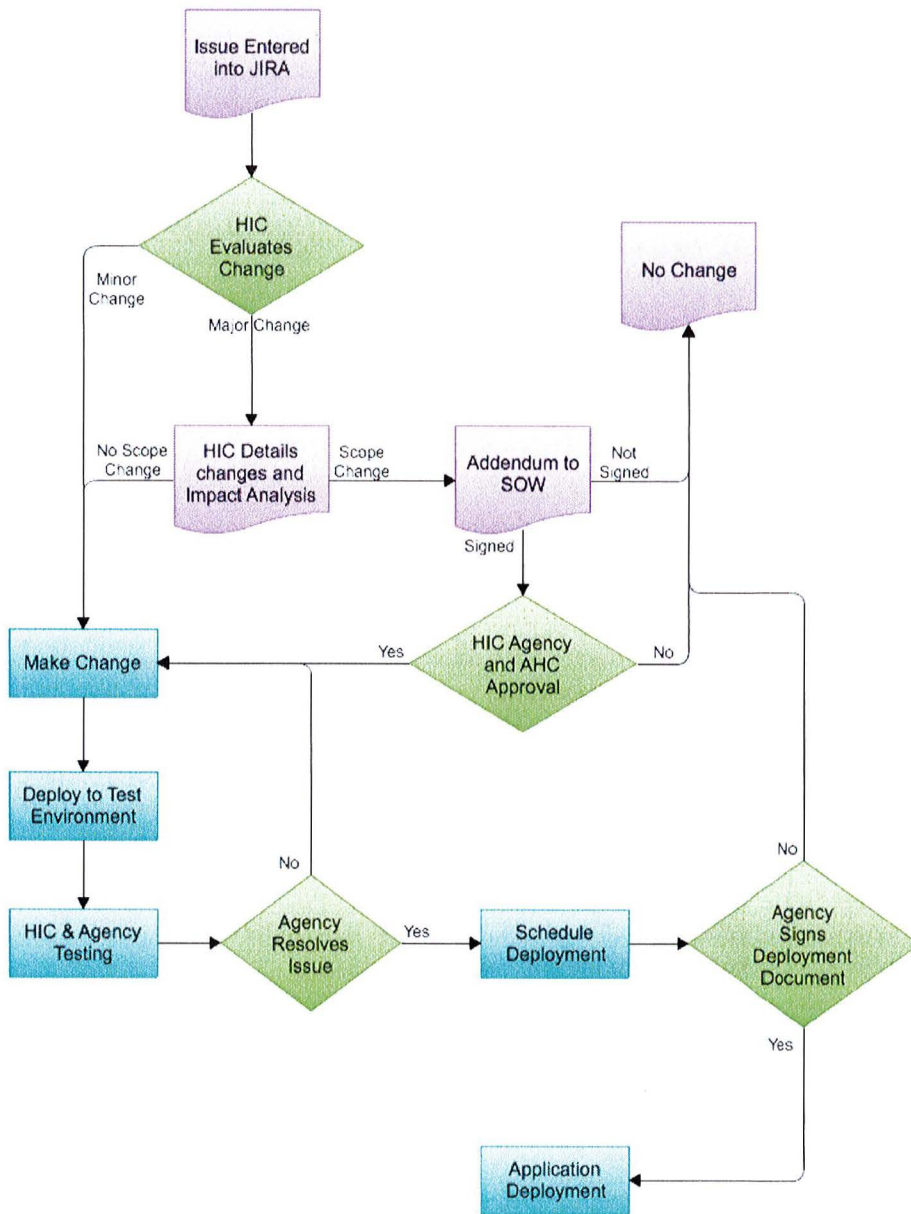 Issue Entered
into JIRA
HIC
Evaluates
Change
Minor
Change
Major Change
No Change
No Scope
Change
HIC Details
changes and
Impact Analysis
Scope
Change
Addendum to
SOW
Not
Signed
Signed
Make Change
Yes
HIC Agency
and AHC
Approval
No
Deploy to Test
Environment
No
No
HIC & Agency
Testing
Agency
Resolves
Issue
Yes
Schedule
Deployment
Agency
Signs
Deployment
Document
Yes
Application
Deployment